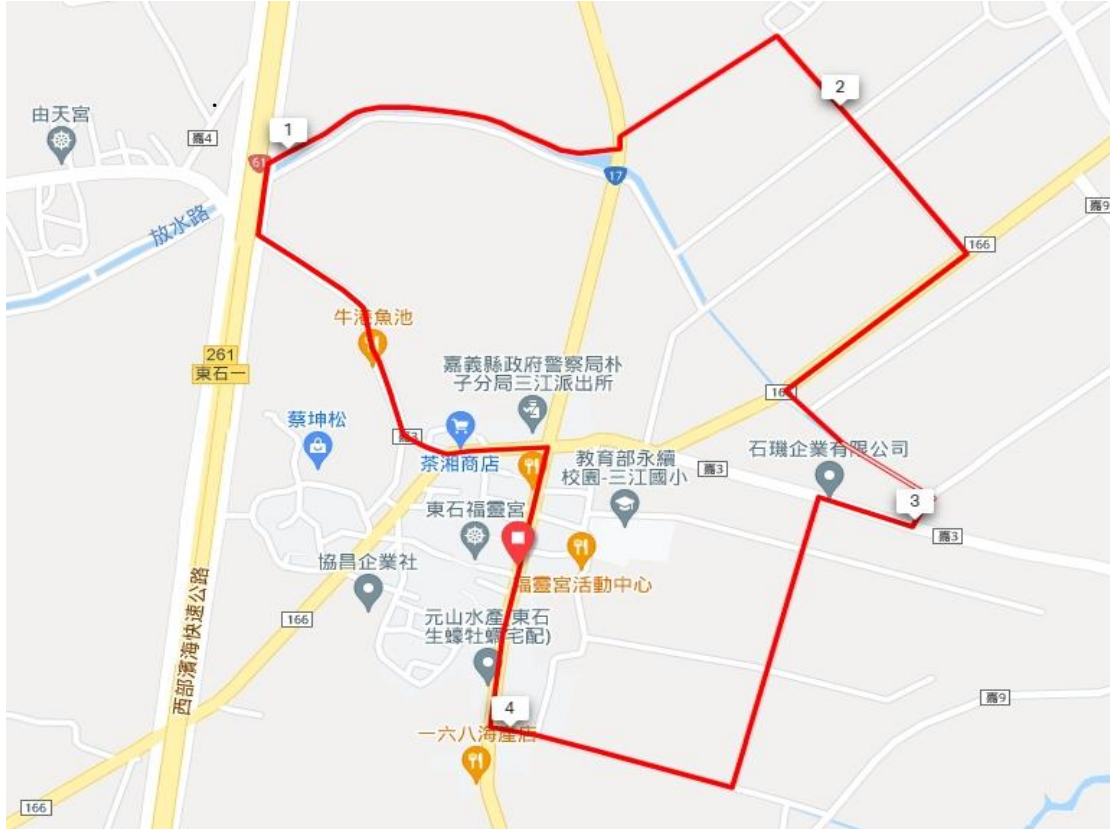 2
1
由天宮
嘉4
61
17
嘉9
放水路
166
牛港魚池
261
東石一
嘉義縣政府警察局朴
子分局三江派出所
蔡坤松
嘉3
茶湘商店
教育部永續
校園-三江國小
嘉3
石璣企業有限公司
3
東石福靈宮
嘉3
協昌企業社
福靈宮活動中心
166
元山水產(東石
生蠔牡蠣宅配)
西部濱海快速公路
4
嘉9
一六八海產店
166